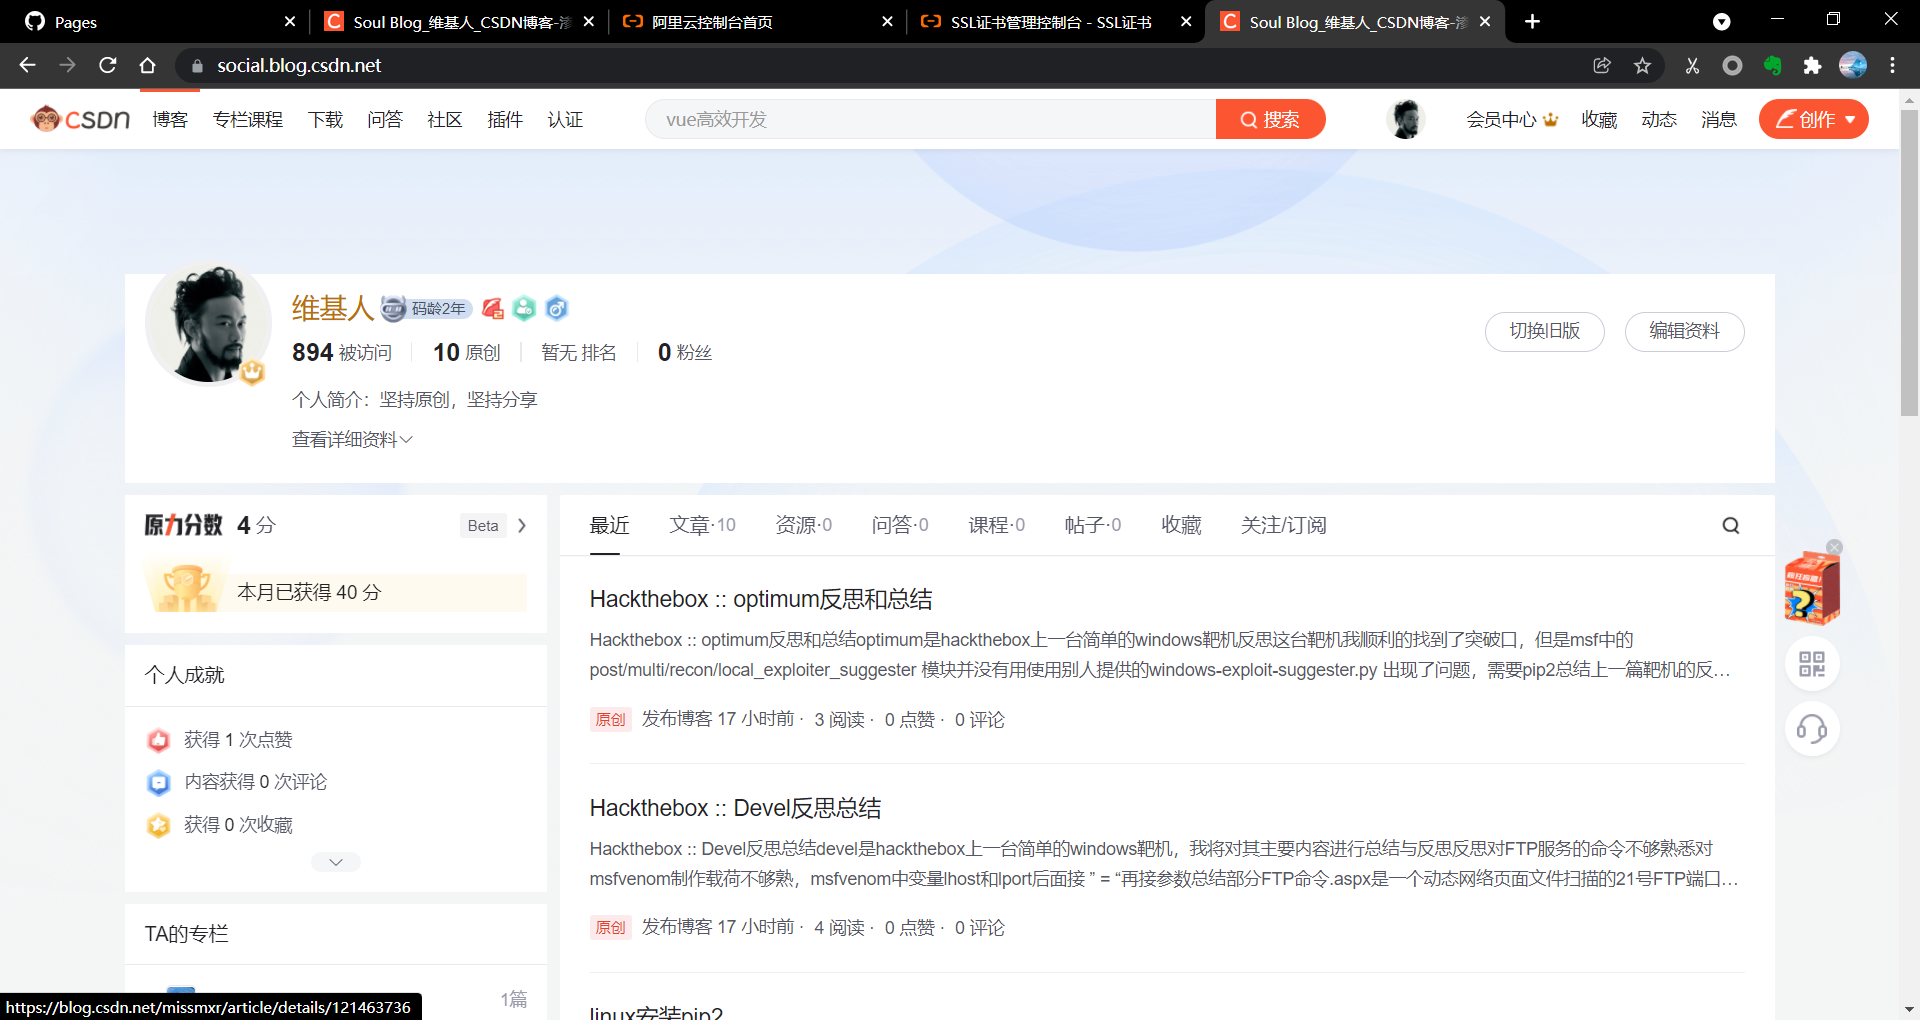 Pages
Soul Blog_维基人_CSDN博客-
阿里云控制台首页
SSL证书管理控制台 - SSL证书
Soul Blog_维基人_CSDN博客-
social.blog.csdn.net
CSDN 博客 专栏课程 下载 问答 社区 插件 认证 vue高效开发 搜索 会员中心 收藏 动态 消息 创作
维基人 码龄2年
894 被访问 10 原创 暂无 排名 0 粉丝
切换旧版 编辑资料
个人简介：坚持原创，坚持分享
查看详细资料
原力分数 4 分 Beta
本月已获得 40 分
个人成就
获得 1 次点赞
内容获得 0 次评论
获得 0 次收藏
TA的专栏
1篇
最近 文章·10 资源·0 问答·0 课程·0 帖子·0 收藏 关注/订阅
Hackthebox :: optimum反思和总结
Hackthebox :: optimum反思和总结optimum是hackthebox上一台简单的windows靶机反思这台靶机我顺利的找到了突破口，但是msf中的
post/multi/recon/local_exploiter_suggester 模块并没有用使用别人提供的windows-exploit-suggester.py 出现了问题，需要pip2总结上一篇靶机的反…
原创 发布博客 17 小时前 · 3 阅读 · 0 点赞 · 0 评论
Hackthebox :: Devel反思总结
Hackthebox :: Devel反思总结devel是hackthebox上一台简单的windows靶机，我将对其主要内容进行总结与反思反思对FTP服务的命令不够熟悉对
msfvenom制作载荷不够熟，msfvenom中变量lhost和lport后面接 ” = “再接参数总结部分FTP命令.aspx是一个动态网络页面文件扫描的21号FTP端口…
原创 发布博客 17 小时前 · 4 阅读 · 0 点赞 · 0 评论
linux安装pip2
https://blog.csdn.net/missmxr/article/details/121463736